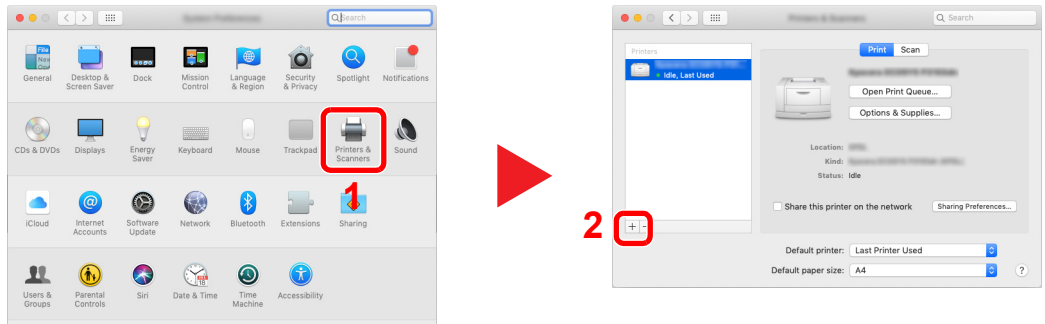 Search
General
Desktop &
Screen Saver
Dock
Mission
Control
Language
& Region
Security
& Privacy
Spotlight
Notifications
CDs & DVDs
Displays
Energy
Saver
Keyboard
Mouse
Trackpad
Printers &
Scanners
Sound
1
iCloud
Internet
Accounts
Software
Update
Network
Bluetooth
Extensions
Sharing
Users &
Groups
Parental
Controls
Siri
Date & Time
Time
Machine
Accessibility
Search
Printers
Idle, Last Used
Print
Scan
Open Print Queue...
Options & Supplies...
Location:
Kind:
Status: Idle
Share this printer on the network
Sharing Preferences...
2
+ -
Default printer: Last Printer Used
Default paper size: A4
?